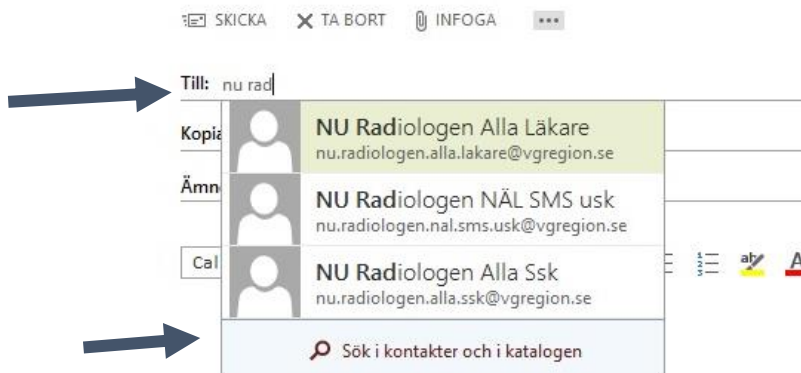 SKICKA TA BORT INFOGA
Till: nu rad
NU Radiologen Alla Läkare
nu.radiologen.alla.lakare@vgregion.se
Kopia
NU Radiologen NÄL SMS usk
nu.radiologen.nal.sms.usk@vgregion.se
Ämn
NU Radiologen Alla Ssk
nu.radiologen.alla.ssk@vgregion.se
Cal
Sök i kontakter och i katalogen